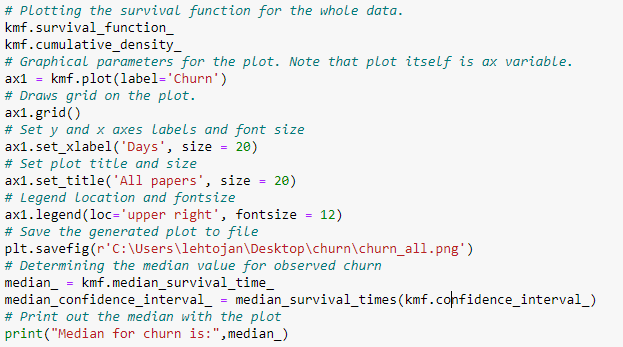 # Plotting the survival function for the whole data.
kmf.survival_function_
kmf.cumulative_density_
# Graphical parameters for the plot. Note that plot itself is ax variable.
ax1 = kmf.plot(label='Churn')
# Draws grid on the plot.
ax1.grid()
# Set y and x axes labels and font size
ax1.set_xlabel('Days', size = 20)
# Set plot title and size
ax1.set_title('All papers', size = 20)
# Legend location and fontsize
ax1.legend(loc='upper right', fontsize = 12)
# Save the generated plot to file
plt.savefig(r'C:\Users\lehtojan\Desktop\churn\churn_all.png')
# Determining the median value for observed churn
median_ = kmf.median_survival_time_
median_confidence_interval_ = median_survival_times(kmf.confidence_interval_)
# Print out the median with the plot
print("Median for churn is:",median_)